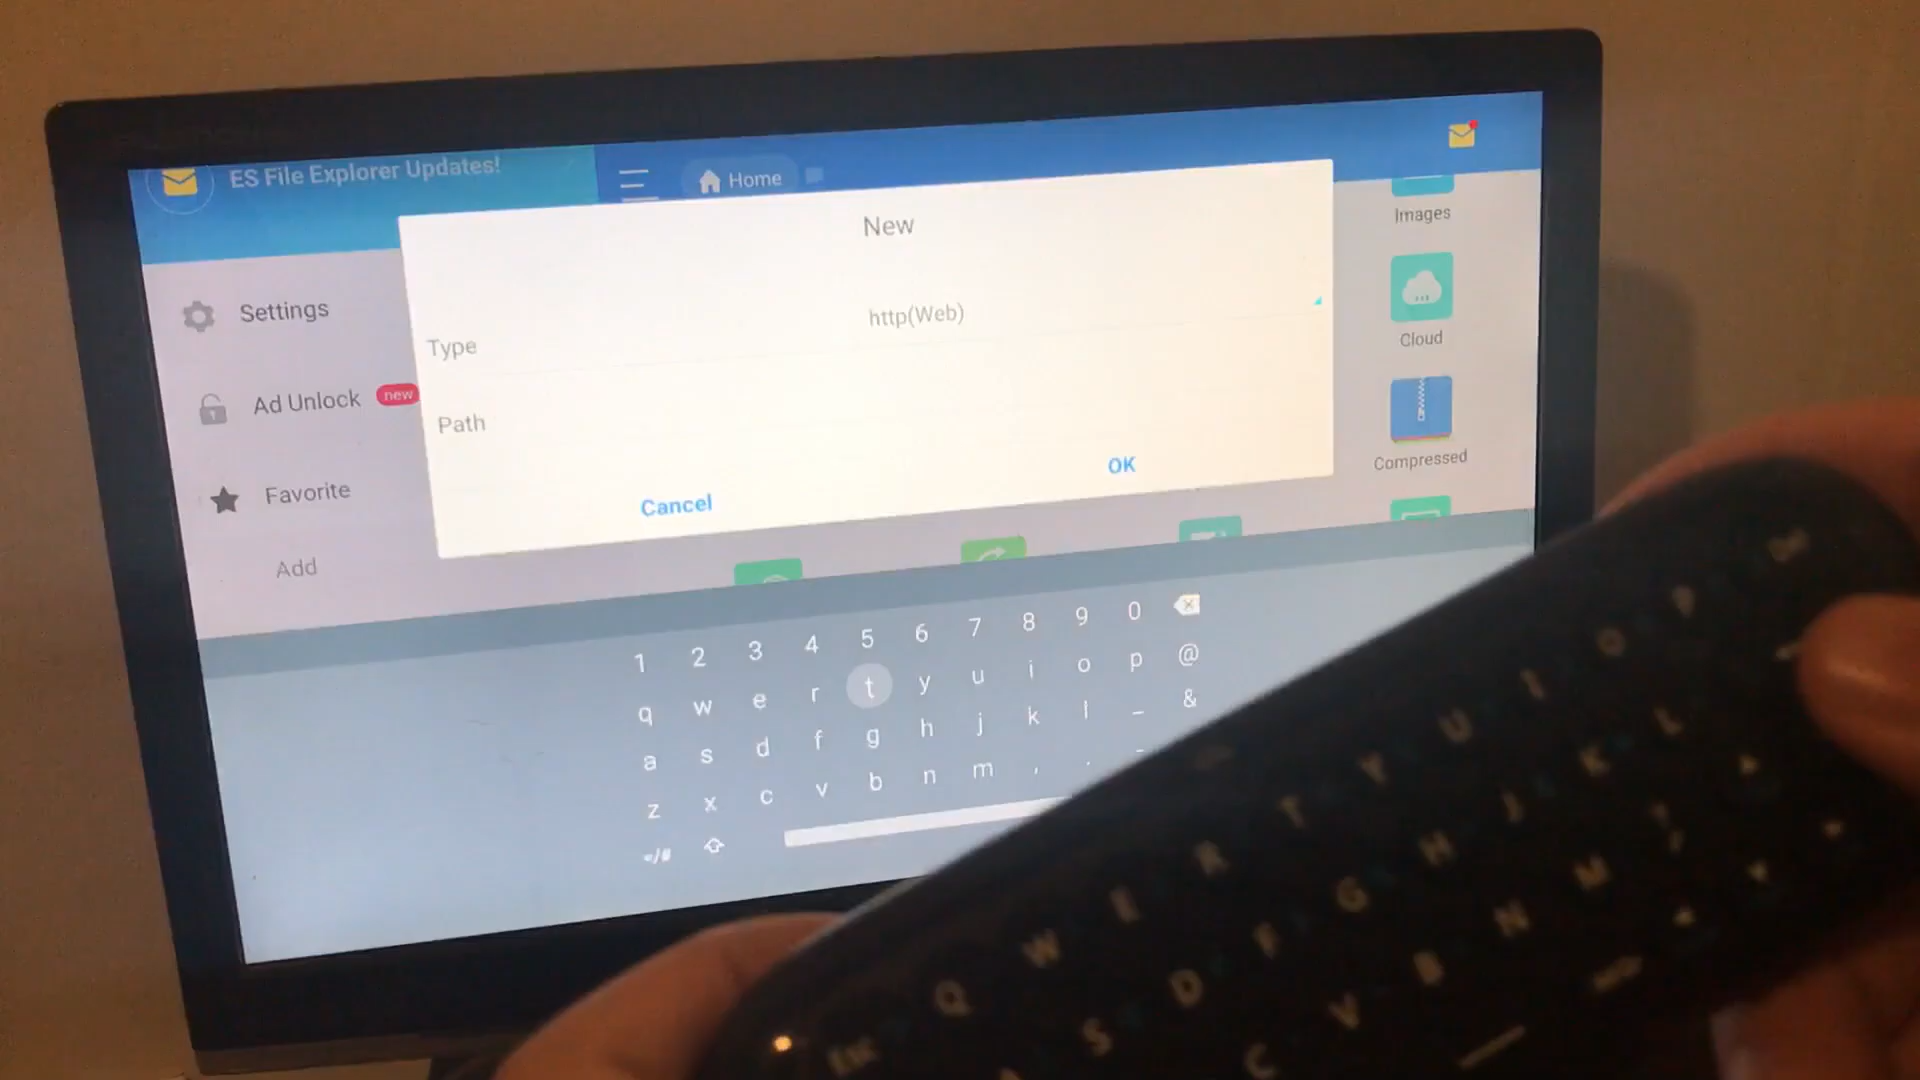 ES File Explorer Updates!
Home
New
Images
Settings
Type
http(Web)
Cloud
Ad Unlock
new
Path
Compressed
OK
Cancel
Favorite
Add
1 2 3 4 5 6 7 8 9 0
q w e r t y u i o p @
a s d f g h j k l _ &
z x c v b n m , .
Q W E R T Y U I O P
S D F G H J K L
C V B N M
Esc